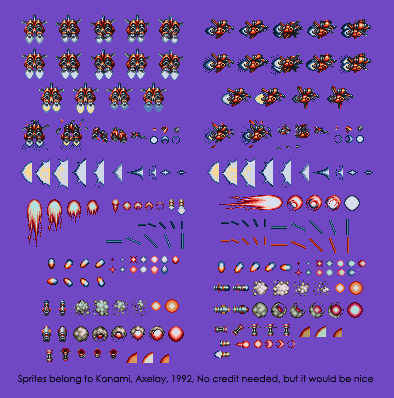 Sprites belong to Konami, Axelay, 1992, No credit needed, but it would be nice